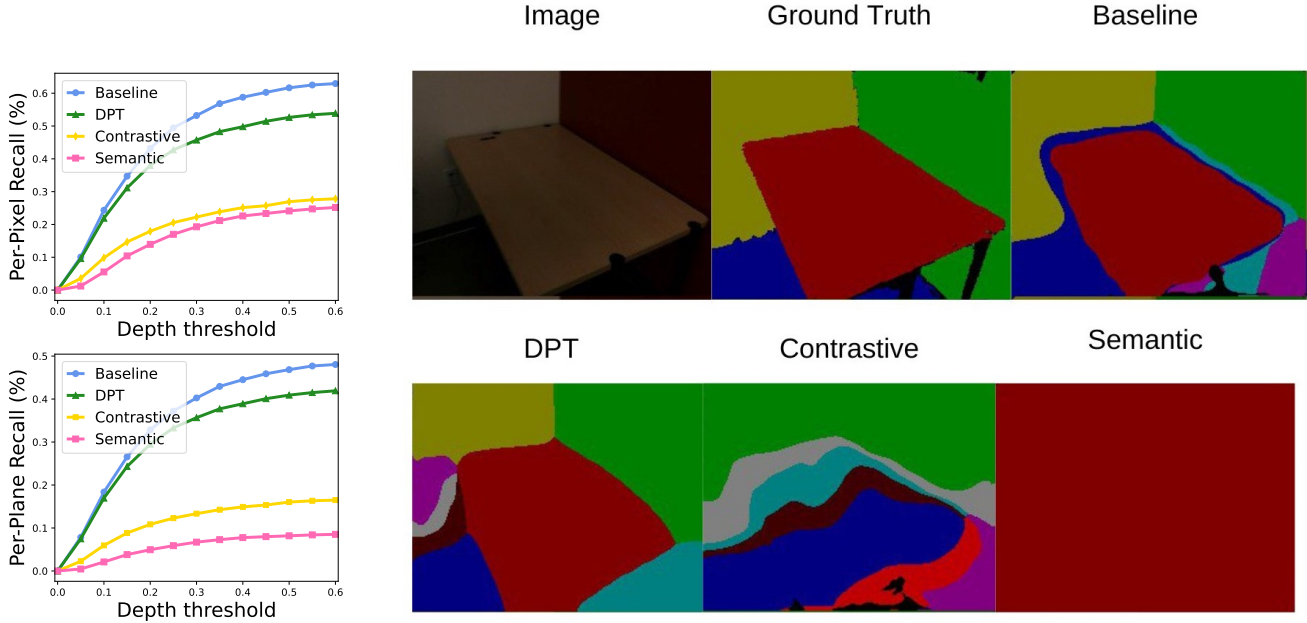 Image
Ground Truth
Baseline
Per-Pixel Recall (%)
0.6
0.5
0.4
0.3
0.2
0.1
0.0
Baseline
DPT
Contrastive
Semantic
0.0 0.1 0.2 0.3 0.4 0.5 0.6
Depth threshold
DPT
Contrastive
Semantic
Per-Plane Recall (%)
0.5
0.4
0.3
0.2
0.1
0.0
Baseline
DPT
Contrastive
Semantic
0.0 0.1 0.2 0.3 0.4 0.5 0.6
Depth threshold